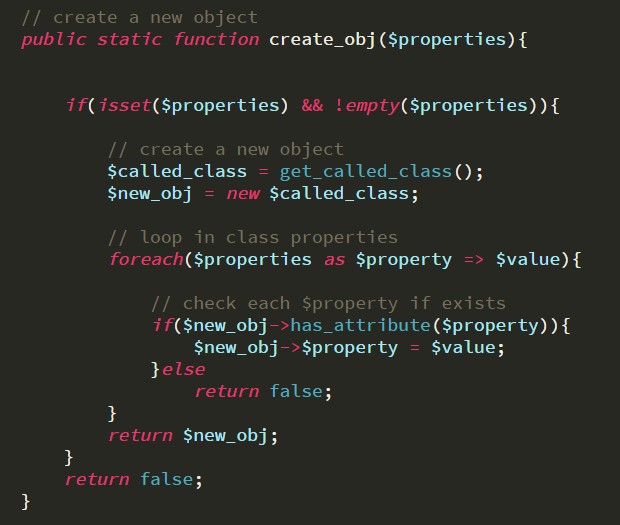 // create a new object
public static function create_obj($properties){
if(isset($properties) && !empty($properties)){
// create a new object
$called_class = get_called_class();
$new_obj = new $called_class;
// loop in class properties
foreach($properties as $property => $value){
// check each $property if exists
if($new_obj->has_attribute($property)){
$new_obj->$property = $value;
}else
return false;
}
return $new_obj;
}
return false;
}